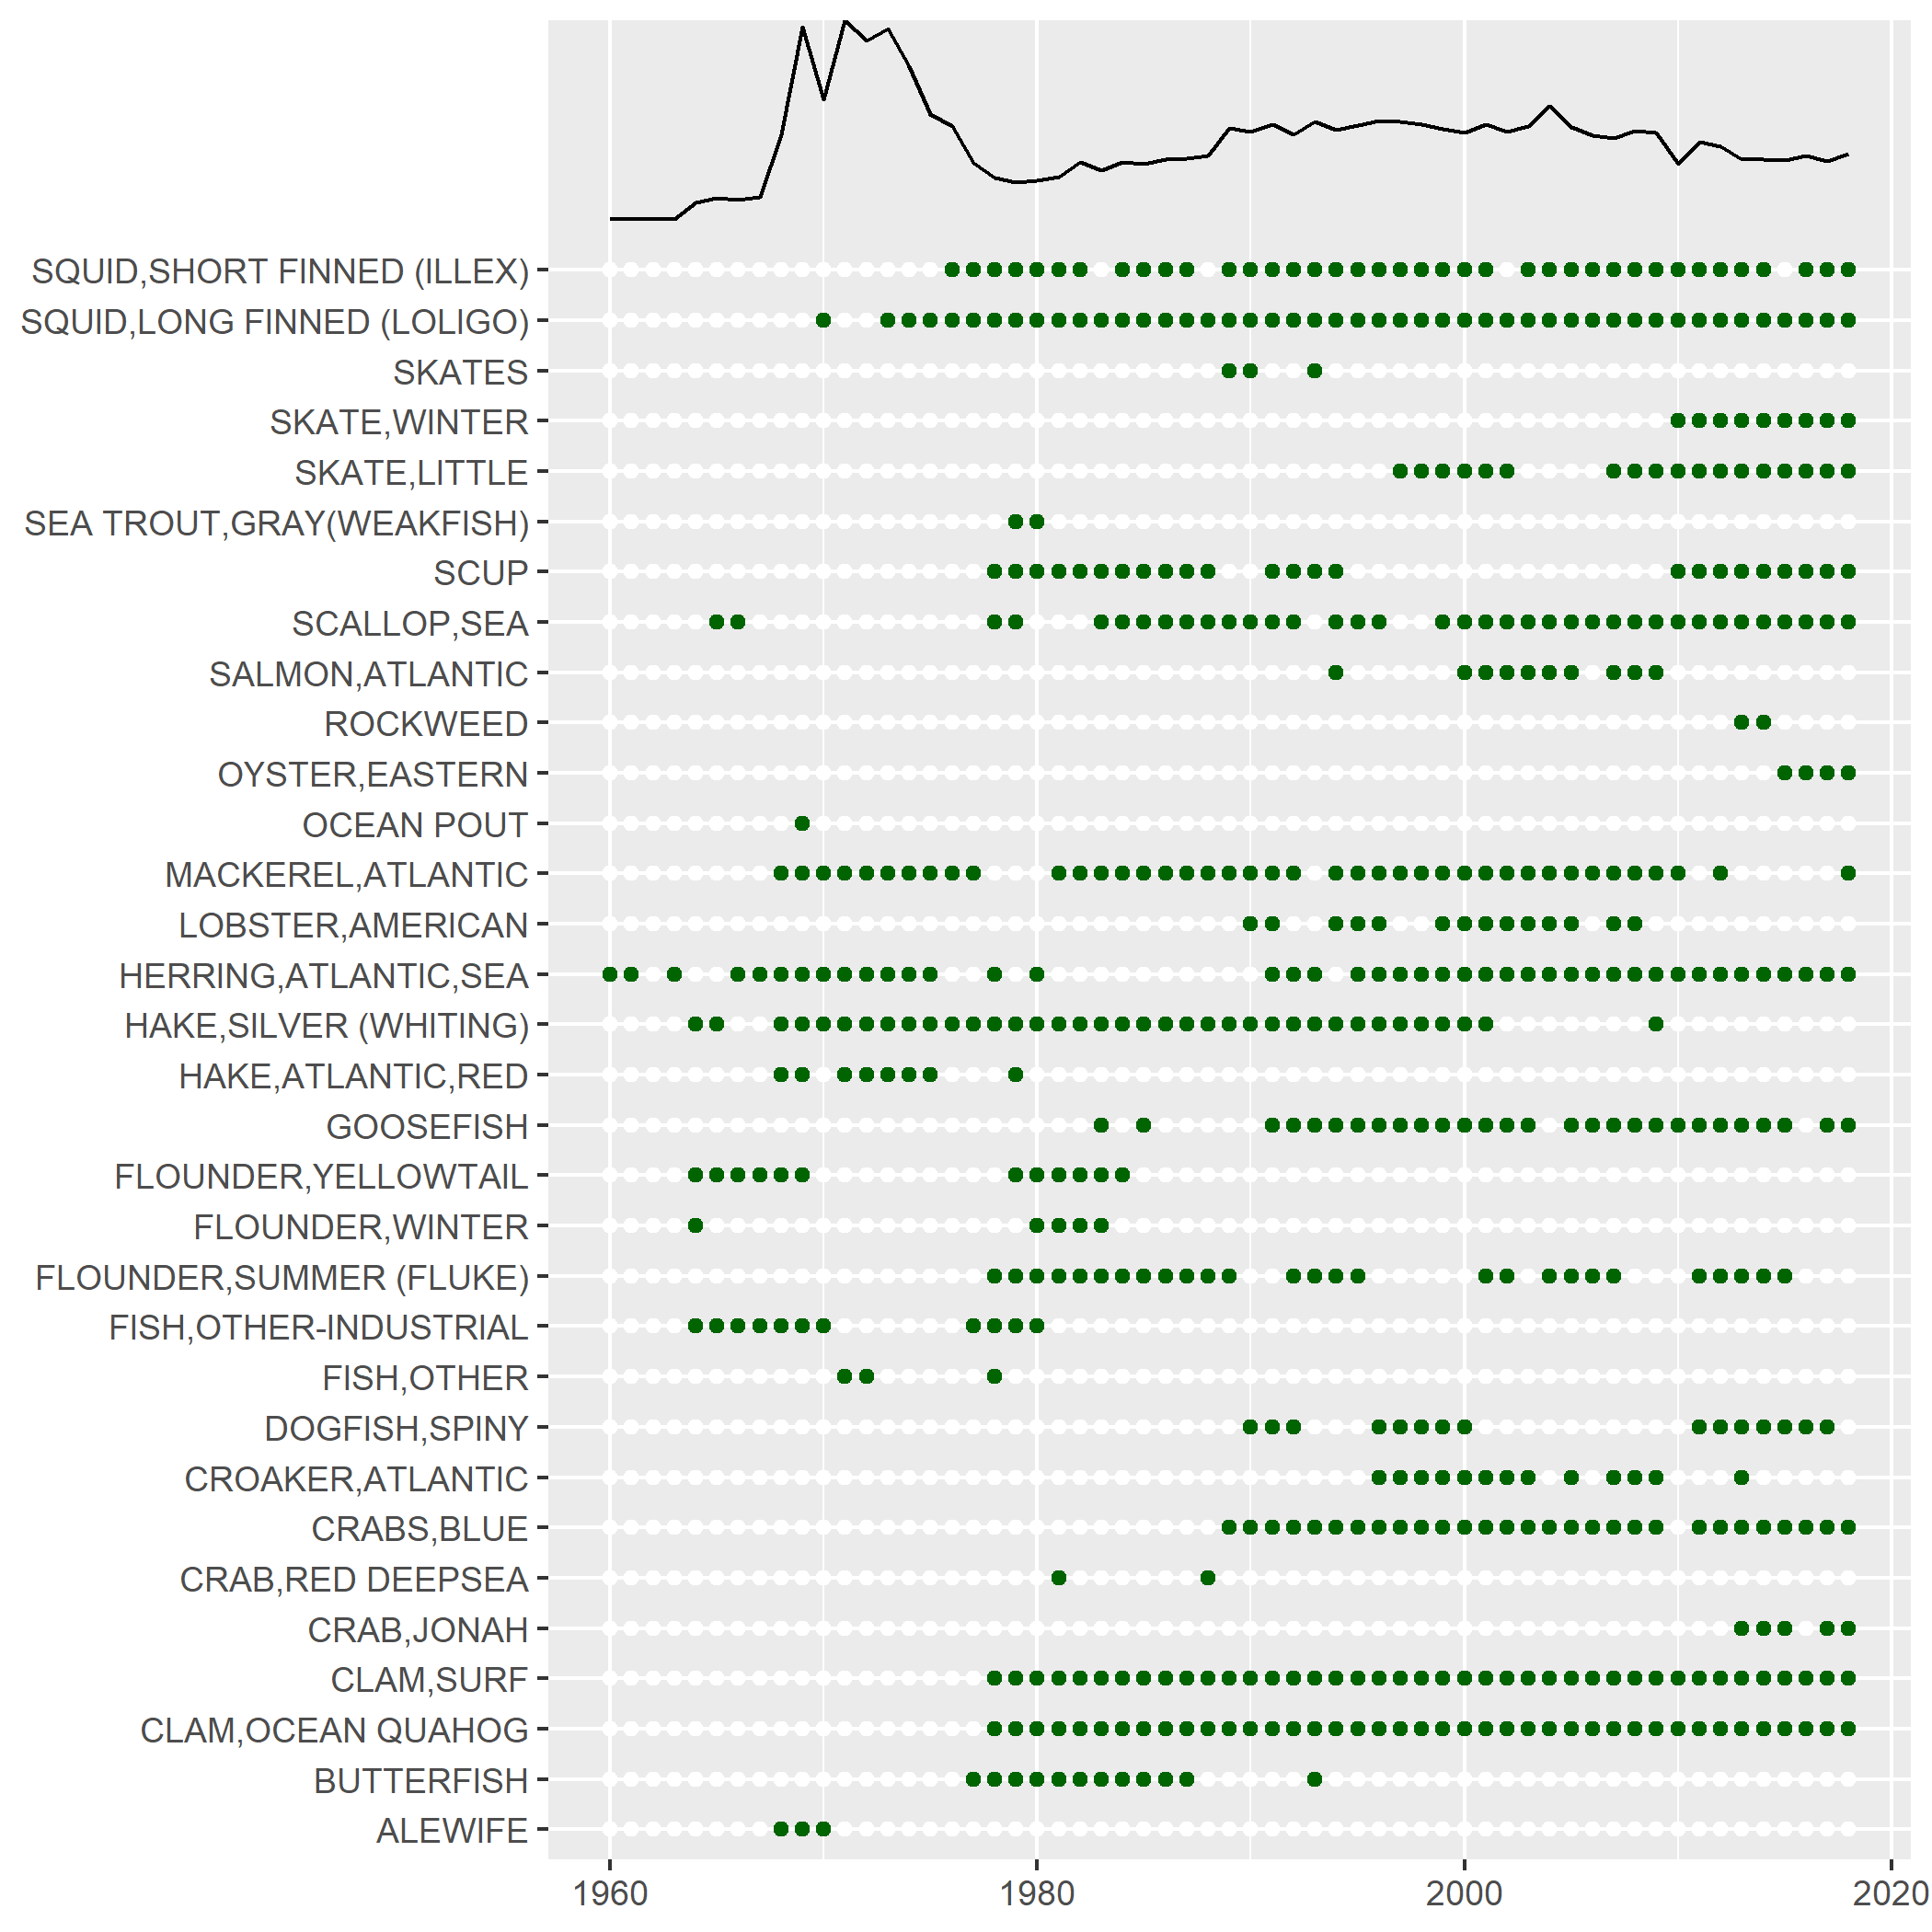 SQUID,SHORT FINNED (ILLEX)
SQUID,LONG FINNED (LOLIGO)
SKATES
SKATE,WINTER
SKATE,LITTLE
SEA TROUT,GRAY(WEAKFISH)
SCUP
SCALLOP,SEA
SALMON,ATLANTIC
ROCKWEED
OYSTER,EASTERN
OCEAN POUT
MACKEREL,ATLANTIC
LOBSTER,AMERICAN
HERRING,ATLANTIC,SEA
HAKE,SILVER (WHITING)
HAKE,ATLANTIC,RED
GOOSEFISH
FLOUNDER,YELLOWTAIL
FLOUNDER,WINTER
FLOUNDER,SUMMER (FLUKE)
FISH,OTHER-INDUSTRIAL
FISH,OTHER
DOGFISH,SPINY
CROAKER,ATLANTIC
CRABS,BLUE
CRAB,RED DEEPSEA
CRAB,JONAH
CLAM,SURF
CLAM,OCEAN QUAHOG
BUTTERFISH
ALEWIFE
1960 1980 2000 2020